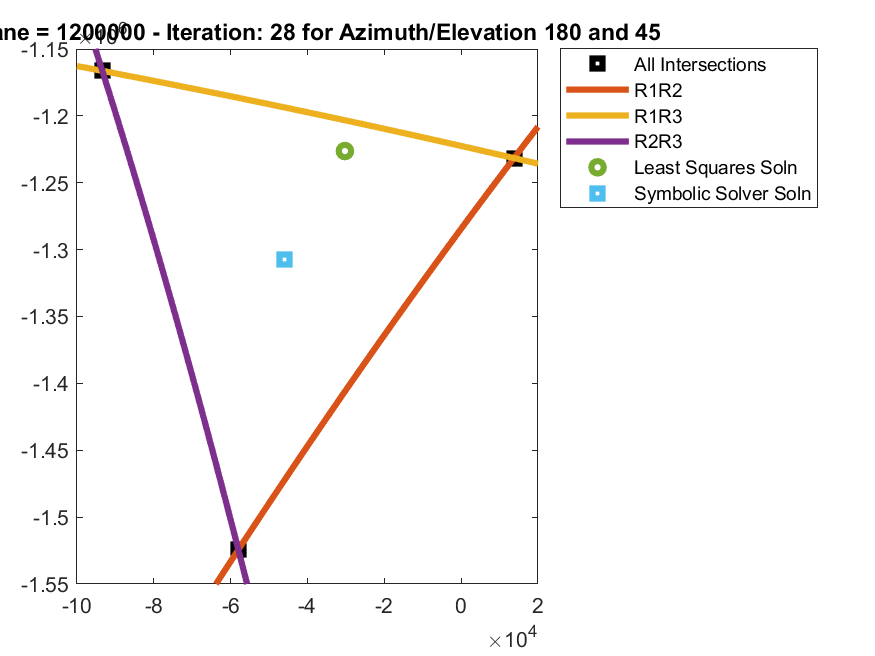 ane = 1200000 - Iteration: 28 for Azimuth/Elevation 180 and 45
×10⁶
-1.15
-1.2
-1.25
-1.3
-1.35
-1.4
-1.45
-1.5
-1.55
-10 -8 -6 -4 -2 0 2
×10⁴
All Intersections
R1R2
R1R3
R2R3
Least Squares Soln
Symbolic Solver Soln